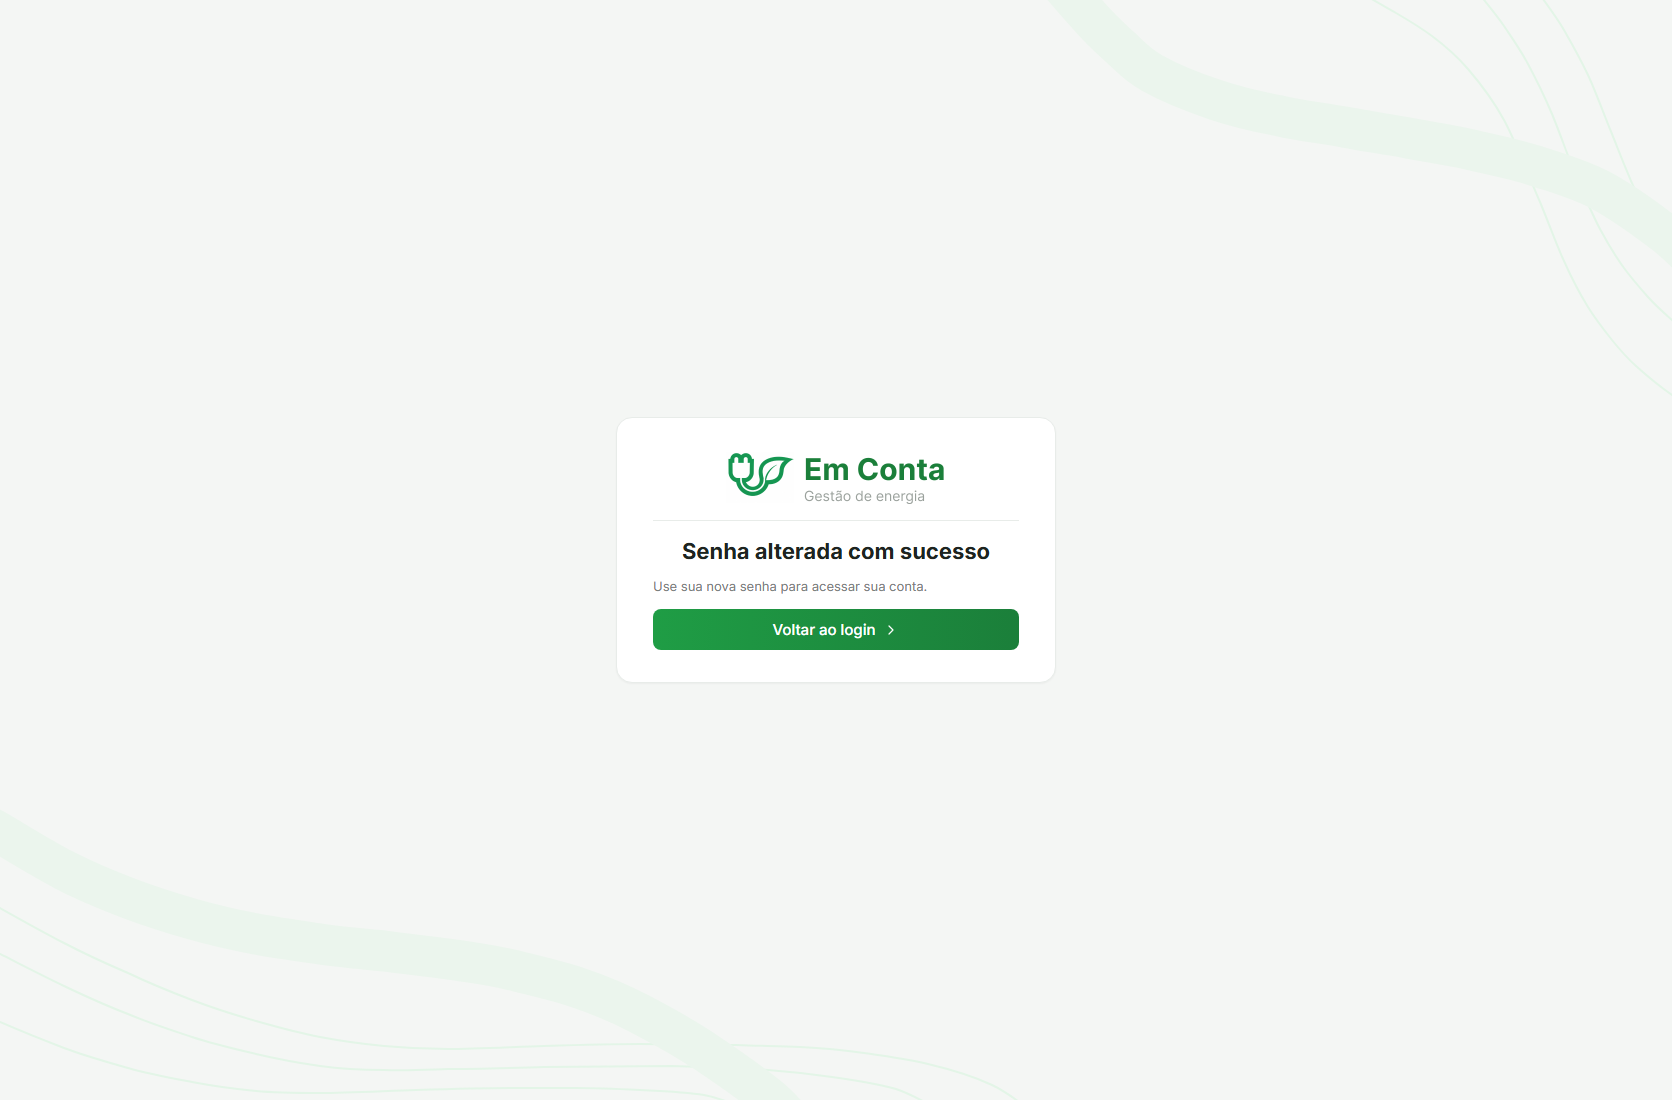 Em Conta
Gestão de energia
Senha alterada com sucesso
Use sua nova senha para acessar sua conta.
Voltar ao login